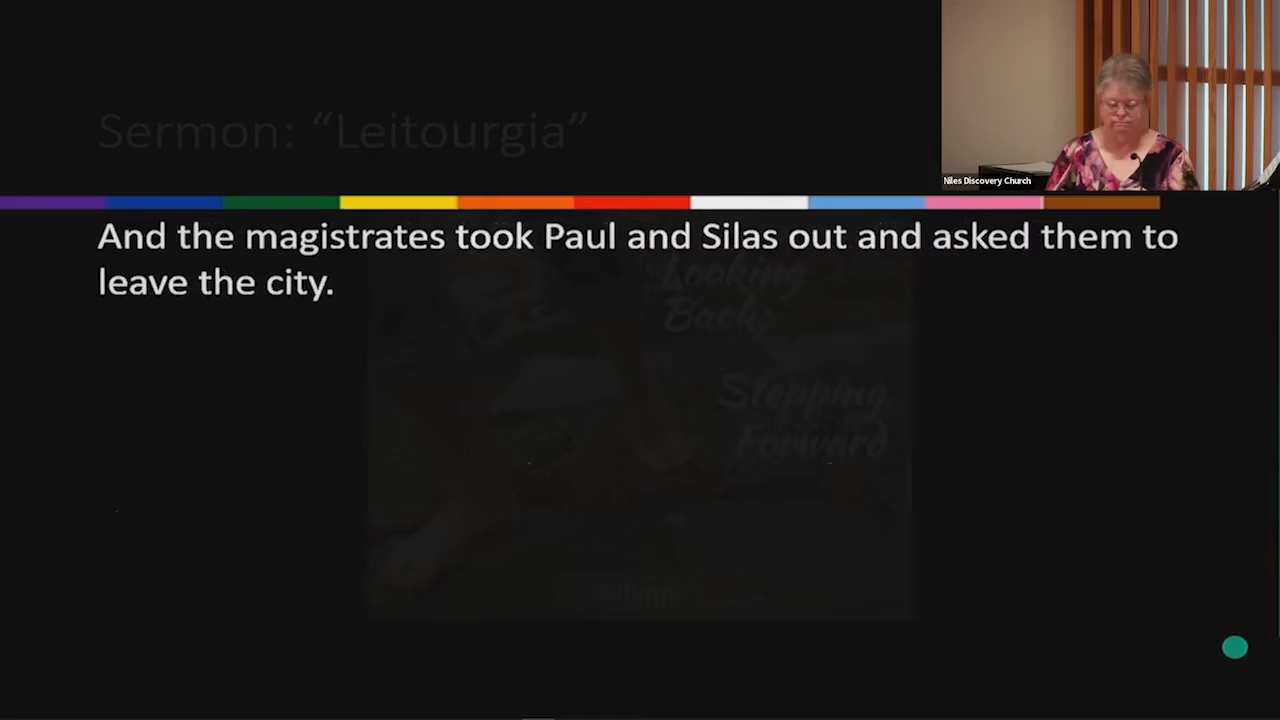 Sermon: “Leitourgia”
Niles Discovery Church
And the magistrates took Paul and Silas out and asked them to
leave the city.
Looking
Back:
Stepping
Forward